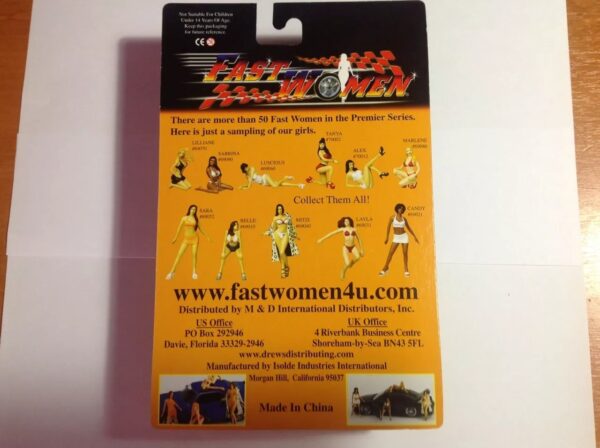 Not Suitable For Children
Under 14 Years Of Age.
Keep this packaging
for future reference.
CE
FAST
WOMEN
There are more than 50 Fast Women in the Premier Series.
Here is just a sampling of our girls.
LILLIANE
SABRINA
LUSCIOUS
TANYA
ALEX
MARLENE
Collect Them All!
SARA
BELLE
MITZI
LAYLA
CANDY
www.fastwomen4u.com
Distributed by M & D International Distributors, Inc.
US Office
PO Box 292946
Davie, Florida 33329-2946
UK Office
4 Riverbank Business Centre
Shoreham-by-Sea BN43 5FL
www.drewsdistributing.com
Manufactured by Isolde Industries International
Morgan Hill, California 95037
Made In China